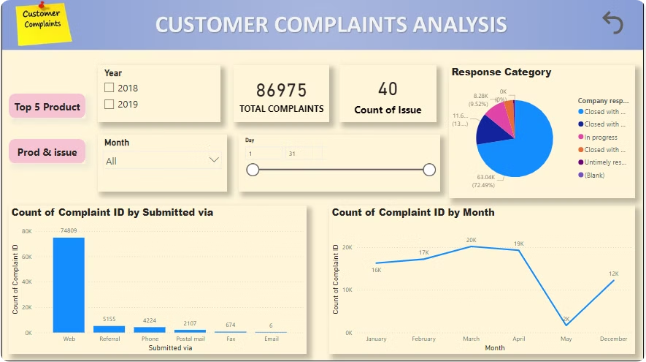 Customer
Complaints
CUSTOMER COMPLAINTS ANALYSIS
Top 5 Product
Prod & issue
Year
2018
2019
86975
TOTAL COMPLAINTS
40
Count of Issue
Month
All
Day
1
31
Response Category
8.28K
(9.52%)
0K
(0%)
11.6...
(13....)
63.04K
(72.49%)
Company resp...
Closed with ...
Closed with ...
In progress
Closed with ...
Untimely res...
(Blank)
Count of Complaint ID by Submitted via
Count of Complaint ID
80K
60K
40K
20K
0K
74809
5155
4224
2107
674
6
Web
Referral
Phone
Postal mail
Fax
Email
Submitted via
Count of Complaint ID by Month
Count of Complaint ID
20K
10K
0K
16K
17K
20K
19K
2K
12K
January
February
March
April
May
December
Month